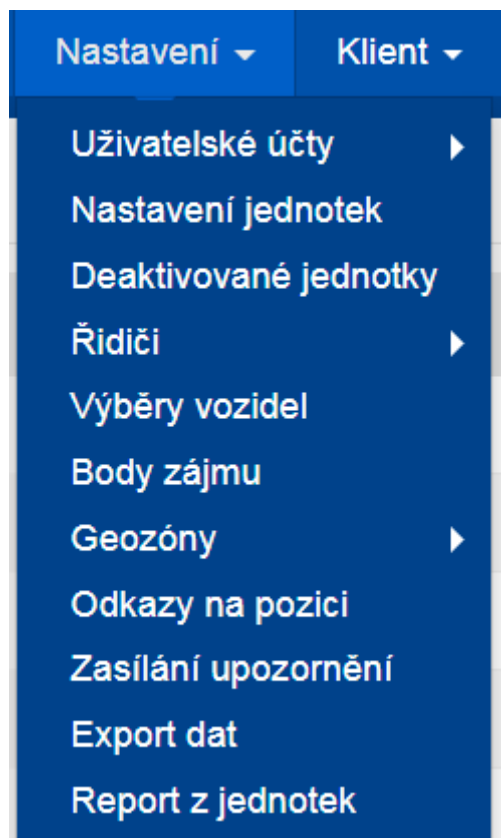 Nastavení Klient
Uživatelské účty
Nastavení jednotek
Deaktivované jednotky
Řidiči
Výběry vozidel
Body zájmu
Geozóny
Odkazy na pozici
Zasílání upozornění
Export dat
Report z jednotek